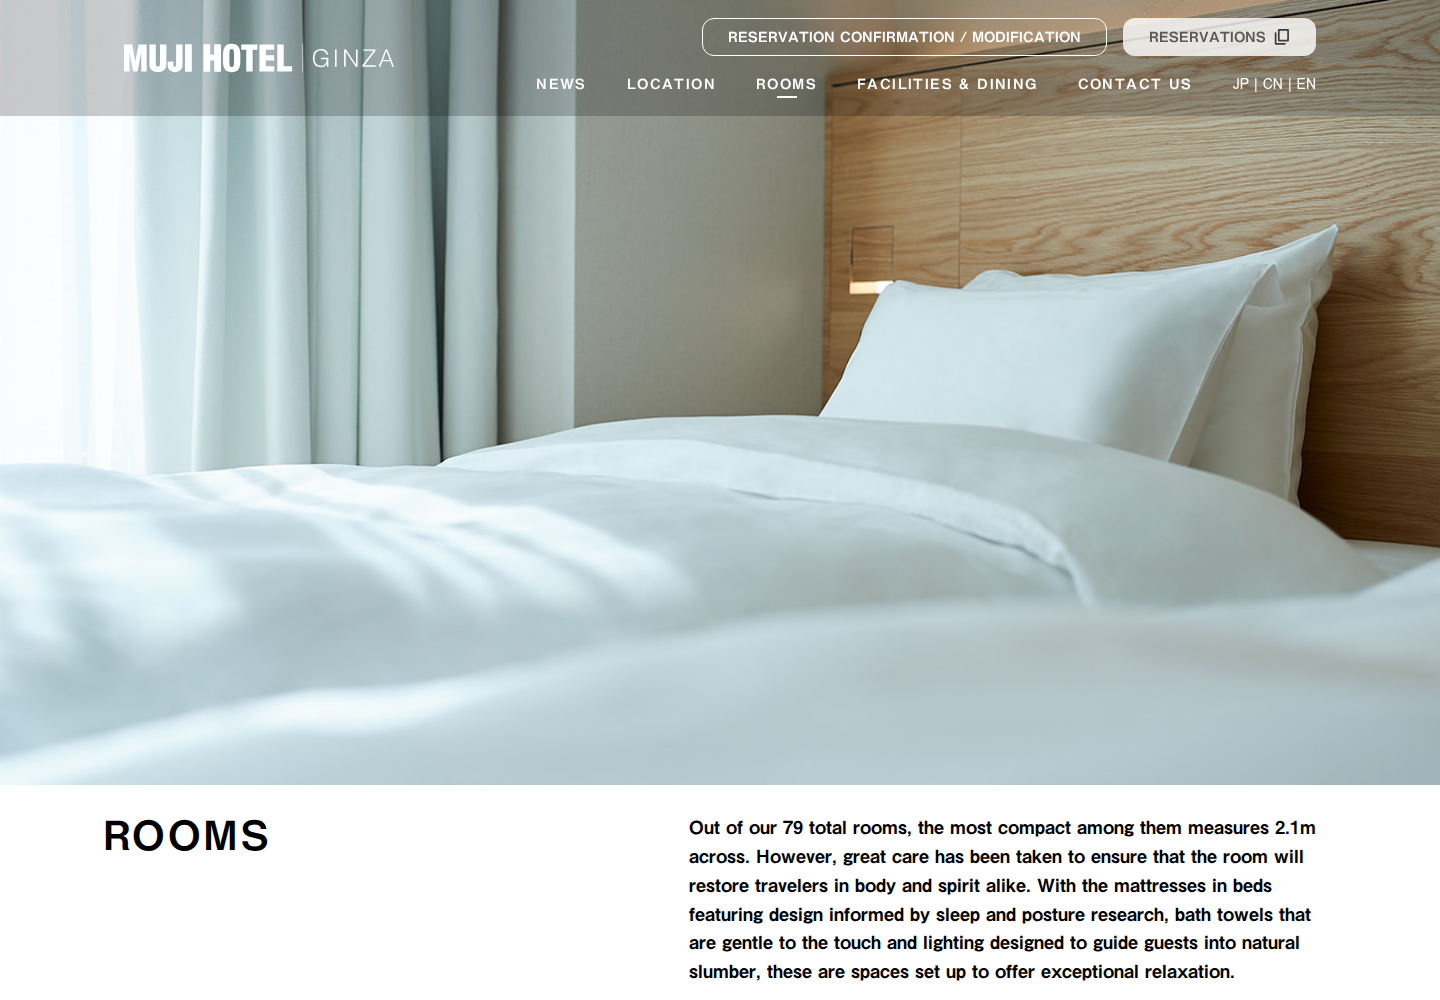 RESERVATION CONFIRMATION / MODIFICATION
RESERVATIONS
MUJI HOTEL GINZA
NEWS
LOCATION
ROOMS
FACILITIES & DINING
CONTACT US
JP | CN | EN
ROOMS
Out of our 79 total rooms, the most compact among them measures 2.1m
across. However, great care has been taken to ensure that the room will
restore travelers in body and spirit alike. With the mattresses in beds
featuring design informed by sleep and posture research, bath towels that
are gentle to the touch and lighting designed to guide guests into natural
slumber, these are spaces set up to offer exceptional relaxation.